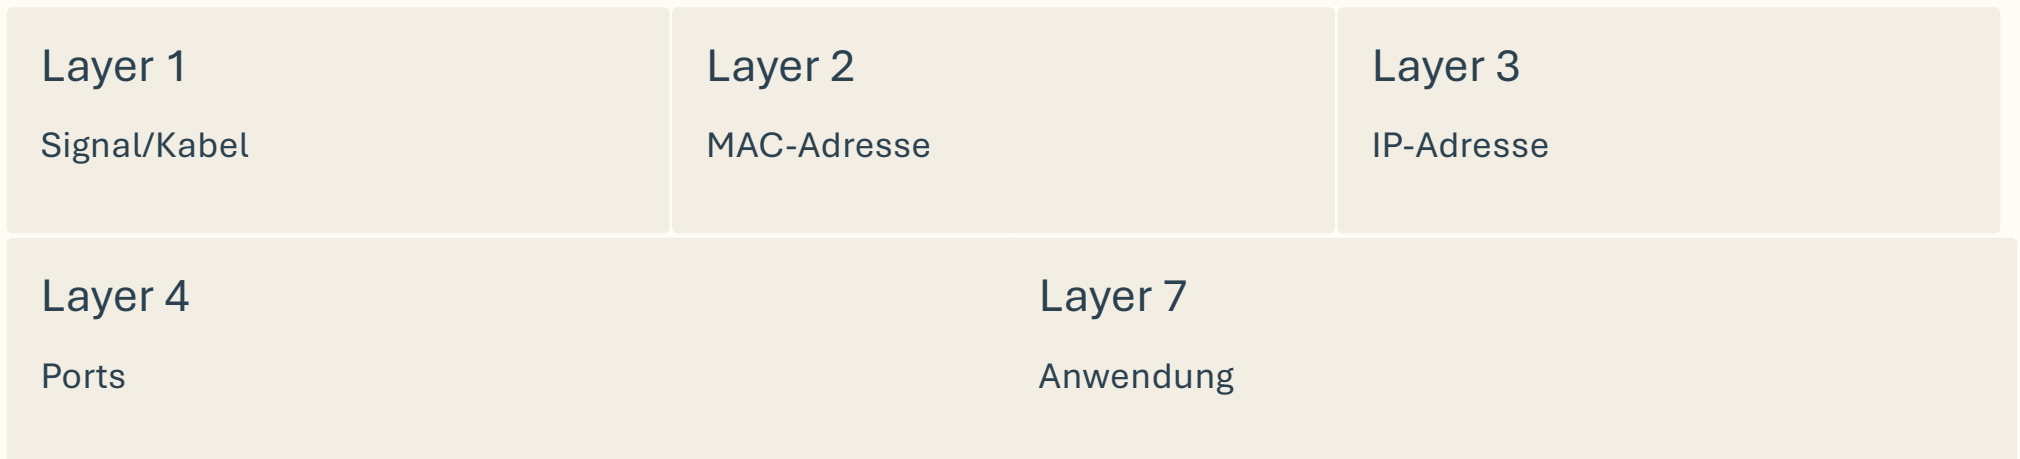 Layer 1
Signal/Kabel
Layer 2
MAC-Adresse
Layer 3
IP-Adresse
Layer 4
Ports
Layer 7
Anwendung